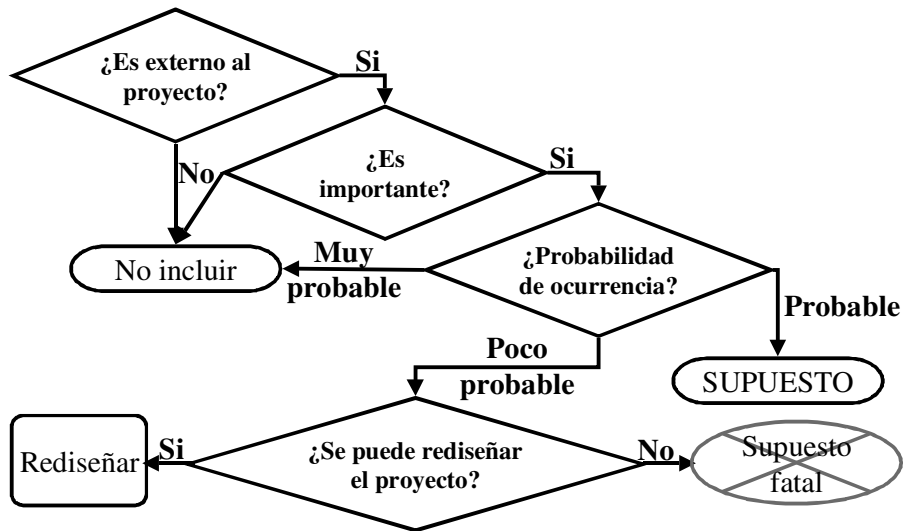 ¿Es externo al
proyecto?
Si
¿Es
importante?
No
Si
No incluir
Muy
probable
¿Probabilidad
de ocurrencia?
Probable
SUPUESTO
Poco
probable
Rediseñar
Si
¿Se puede rediseñar
el proyecto?
No
Supuesto
fatal